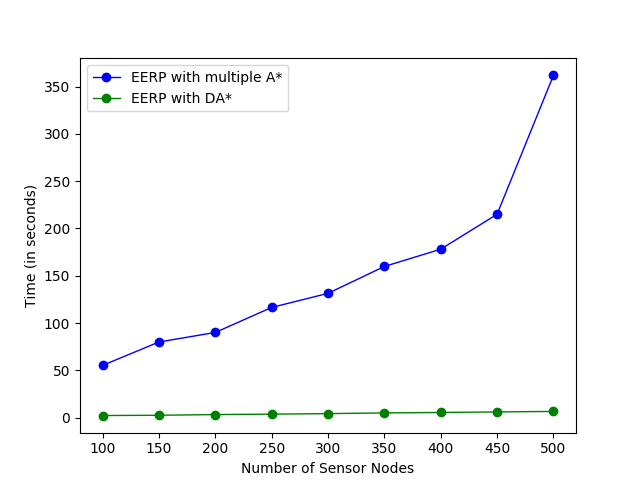 EERP with multiple A*
EERP with DA*
350
300
250
200
150
100
50
0
Time (in seconds)
100 150 200 250 300 350 400 450 500
Number of Sensor Nodes